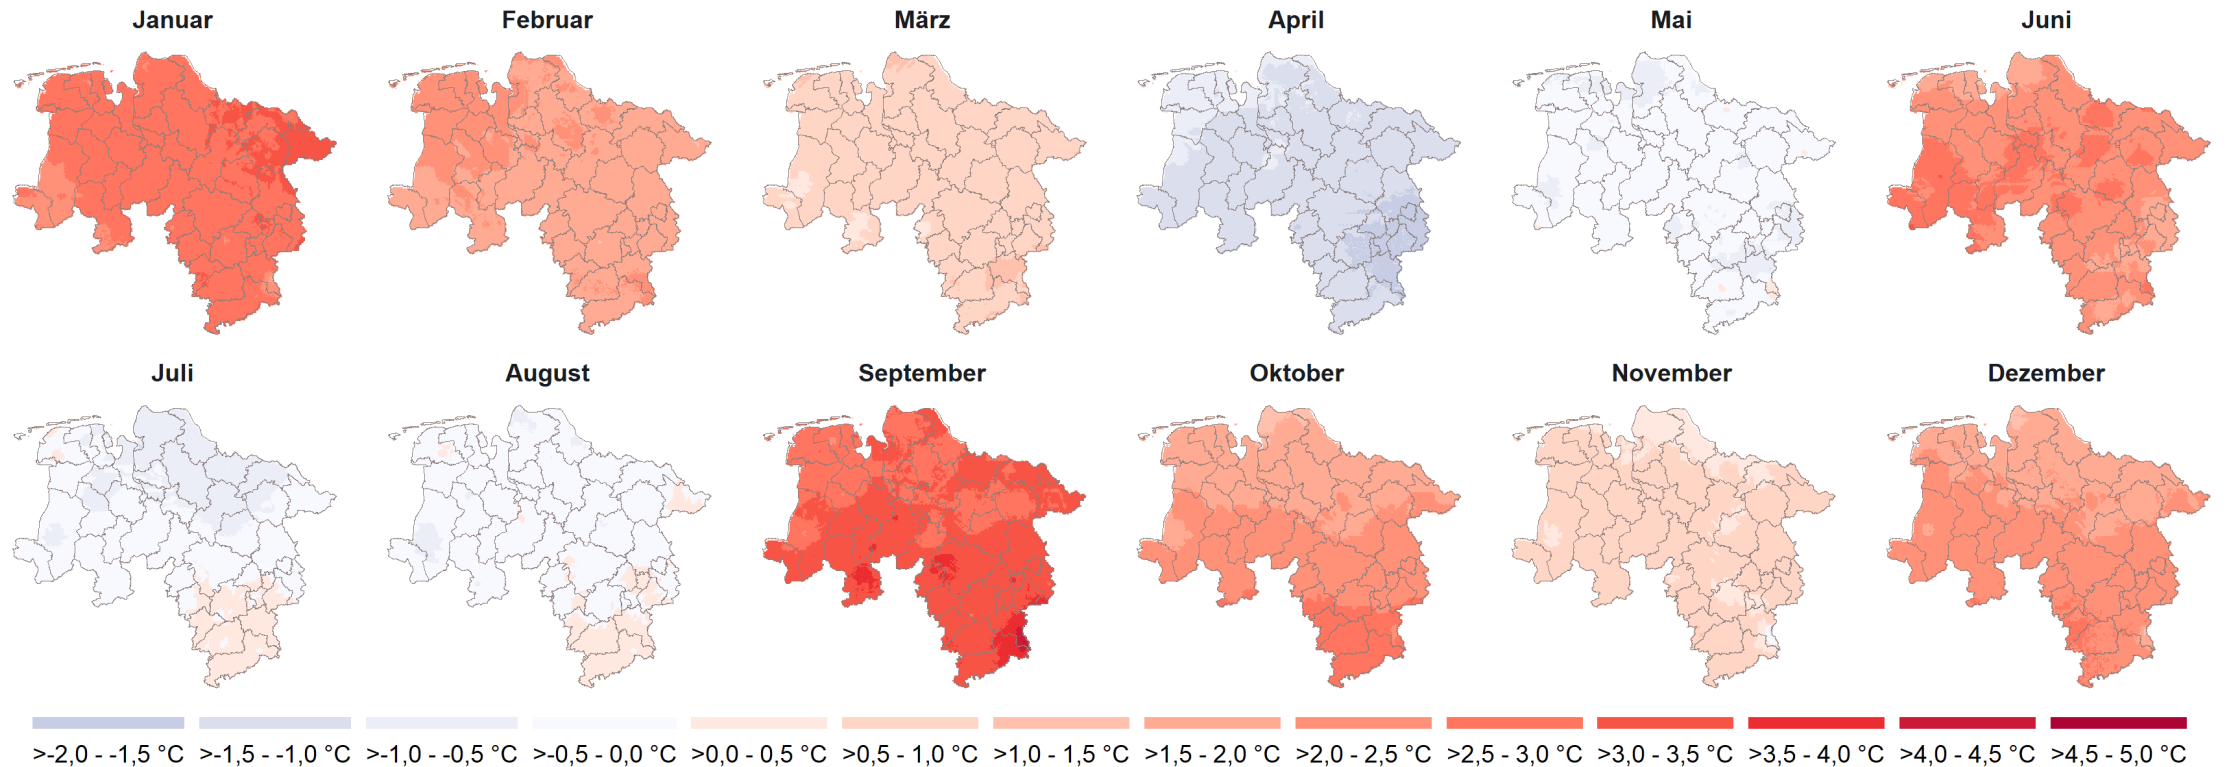 Januar Februar März April Mai Juni
Juli August September Oktober November Dezember
>-2,0 - -1,5 °C >-1,5 - -1,0 °C >-1,0 - -0,5 °C >-0,5 - 0,0 °C >0,0 - 0,5 °C >0,5 - 1,0 °C >1,0 - 1,5 °C >1,5 - 2,0 °C >2,0 - 2,5 °C >2,5 - 3,0 °C >3,0 - 3,5 °C >3,5 - 4,0 °C >4,0 - 4,5 °C >4,5 - 5,0 °C